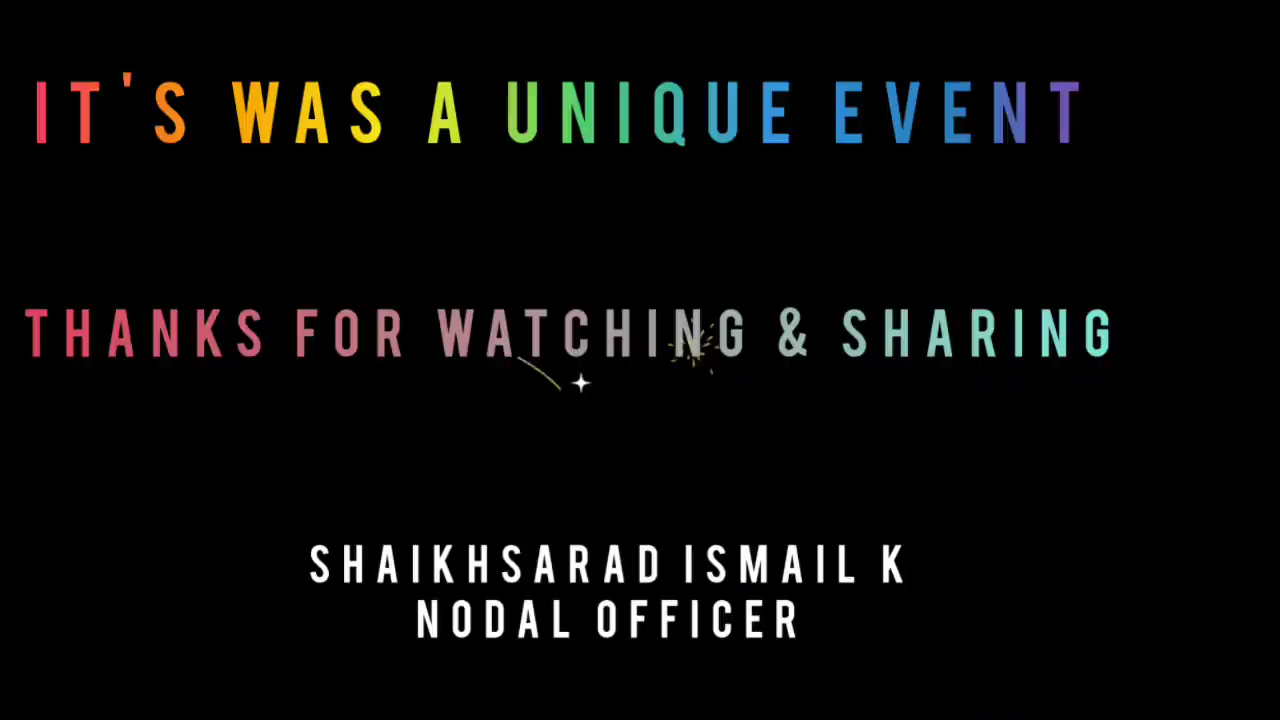 IT'S WAS A UNIQUE EVENT
THANKS FOR WATCHING & SHARING
SHAIKHSARAD ISMAIL K
NODAL OFFICER